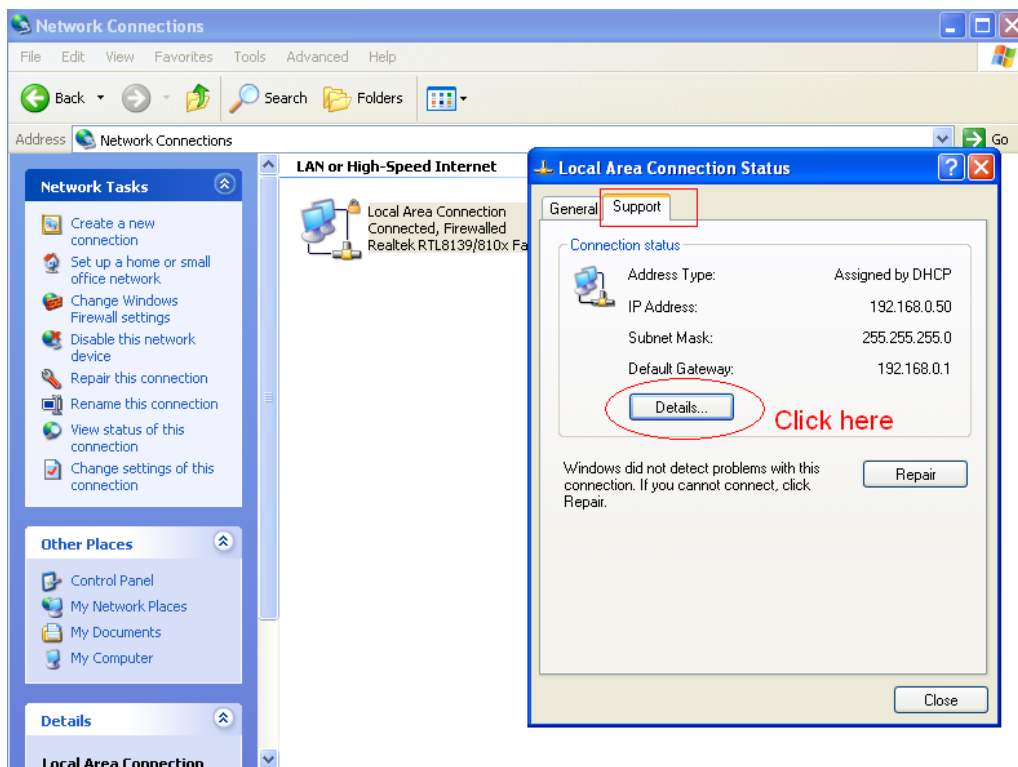 Network Connections
File Edit View Favorites Tools Advanced Help
Back Search Folders
Address Network Connections Go
Network Tasks
Create a new
connection
Set up a home or small
office network
Change Windows
Firewall settings
Disable this network
device
Repair this connection
Rename this connection
View status of this
connection
Change settings of this
connection
Other Places
Control Panel
My Network Places
My Documents
My Computer
Details
Local Area Connection
LAN or High-Speed Internet
Local Area Connection
Connected, Firewalled
Realtek RTL8139/810x Fa
Local Area Connection Status
General Support
Connection status
Address Type: Assigned by DHCP
IP Address: 192.168.0.50
Subnet Mask: 255.255.255.0
Default Gateway: 192.168.0.1
Details...
Click here
Windows did not detect problems with this
connection. If you cannot connect, click
Repair.
Repair
Close